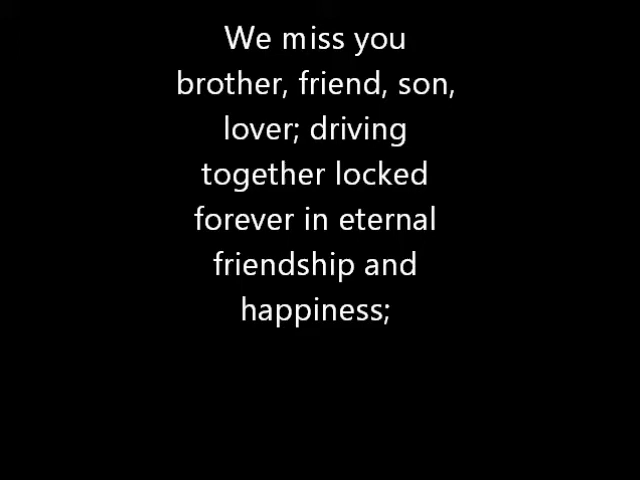 We miss you
brother, friend, son,
lover; driving
together locked
forever in eternal
friendship and
happiness;